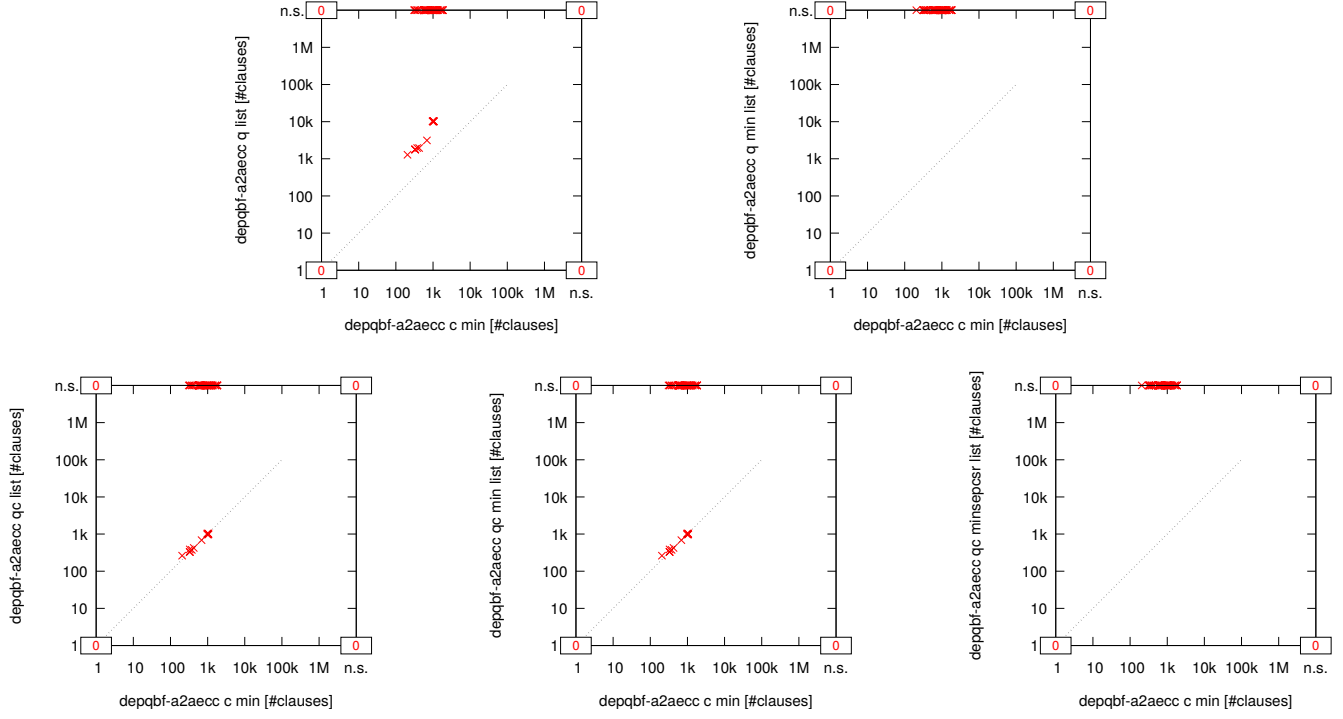 n.s. 0 0
1M
100k
10k
1k
100
10
1 0 0
1 10 100 1k 10k 100k 1M n.s.
depqbf-a2aecc q list [#clauses]
depqbf-a2aecc c min [#clauses]
n.s. 0 0
1M
100k
10k
1k
100
10
1 0 0
1 10 100 1k 10k 100k 1M n.s.
depqbf-a2aecc q min list [#clauses]
depqbf-a2aecc c min [#clauses]
n.s. 0 0
1M
100k
10k
1k
100
10
1 0 0
1 10 100 1k 10k 100k 1M n.s.
depqbf-a2aecc qc list [#clauses]
depqbf-a2aecc c min [#clauses]
n.s. 0 0
1M
100k
10k
1k
100
10
1 0 0
1 10 100 1k 10k 100k 1M n.s.
depqbf-a2aecc qc min list [#clauses]
depqbf-a2aecc c min [#clauses]
n.s. 0 0
1M
100k
10k
1k
100
10
1 0 0
1 10 100 1k 10k 100k 1M n.s.
depqbf-a2aecc qc minsepcsr list [#clauses]
depqbf-a2aecc c min [#clauses]